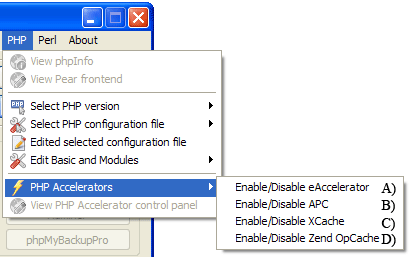 PHP Perl About
View phpInfo
View Pear frontend
PHP Select PHP version
Select PHP configuration file
Edited selected configuration file
Edit Basic and Modules
PHP Accelerators
View PHP Accelerator control panel
Enable/Disable eAccelerator A)
Enable/Disable APC B)
Enable/Disable XCache C)
Enable/Disable Zend OpCache D)
phpMyBackupPro